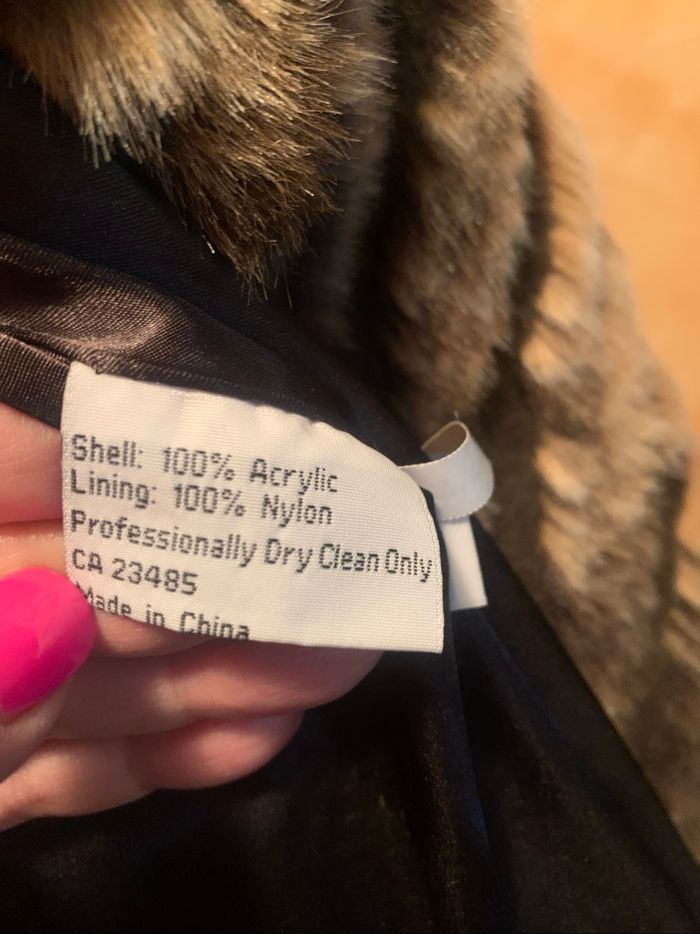 Shell: 100% Acrylic
Lining: 100% Nylon
Professionally Dry Clean Only
CA 23485
Made in China